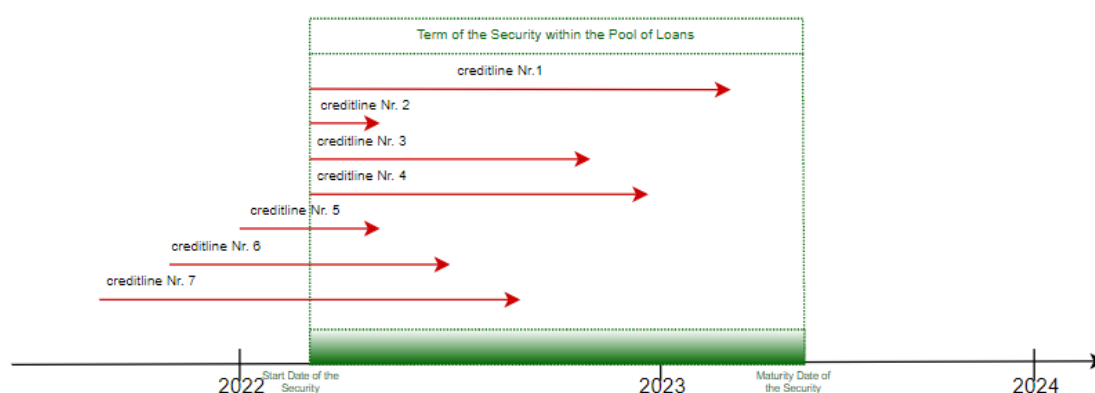 Term of the Security within the Pool of Loans
creditline Nr.1
creditline Nr. 2
creditline Nr. 3
creditline Nr. 4
creditline Nr. 5
creditline Nr. 6
creditline Nr. 7
2022
Start Date of the
Security
2023
Maturity Date of
the Security
2024